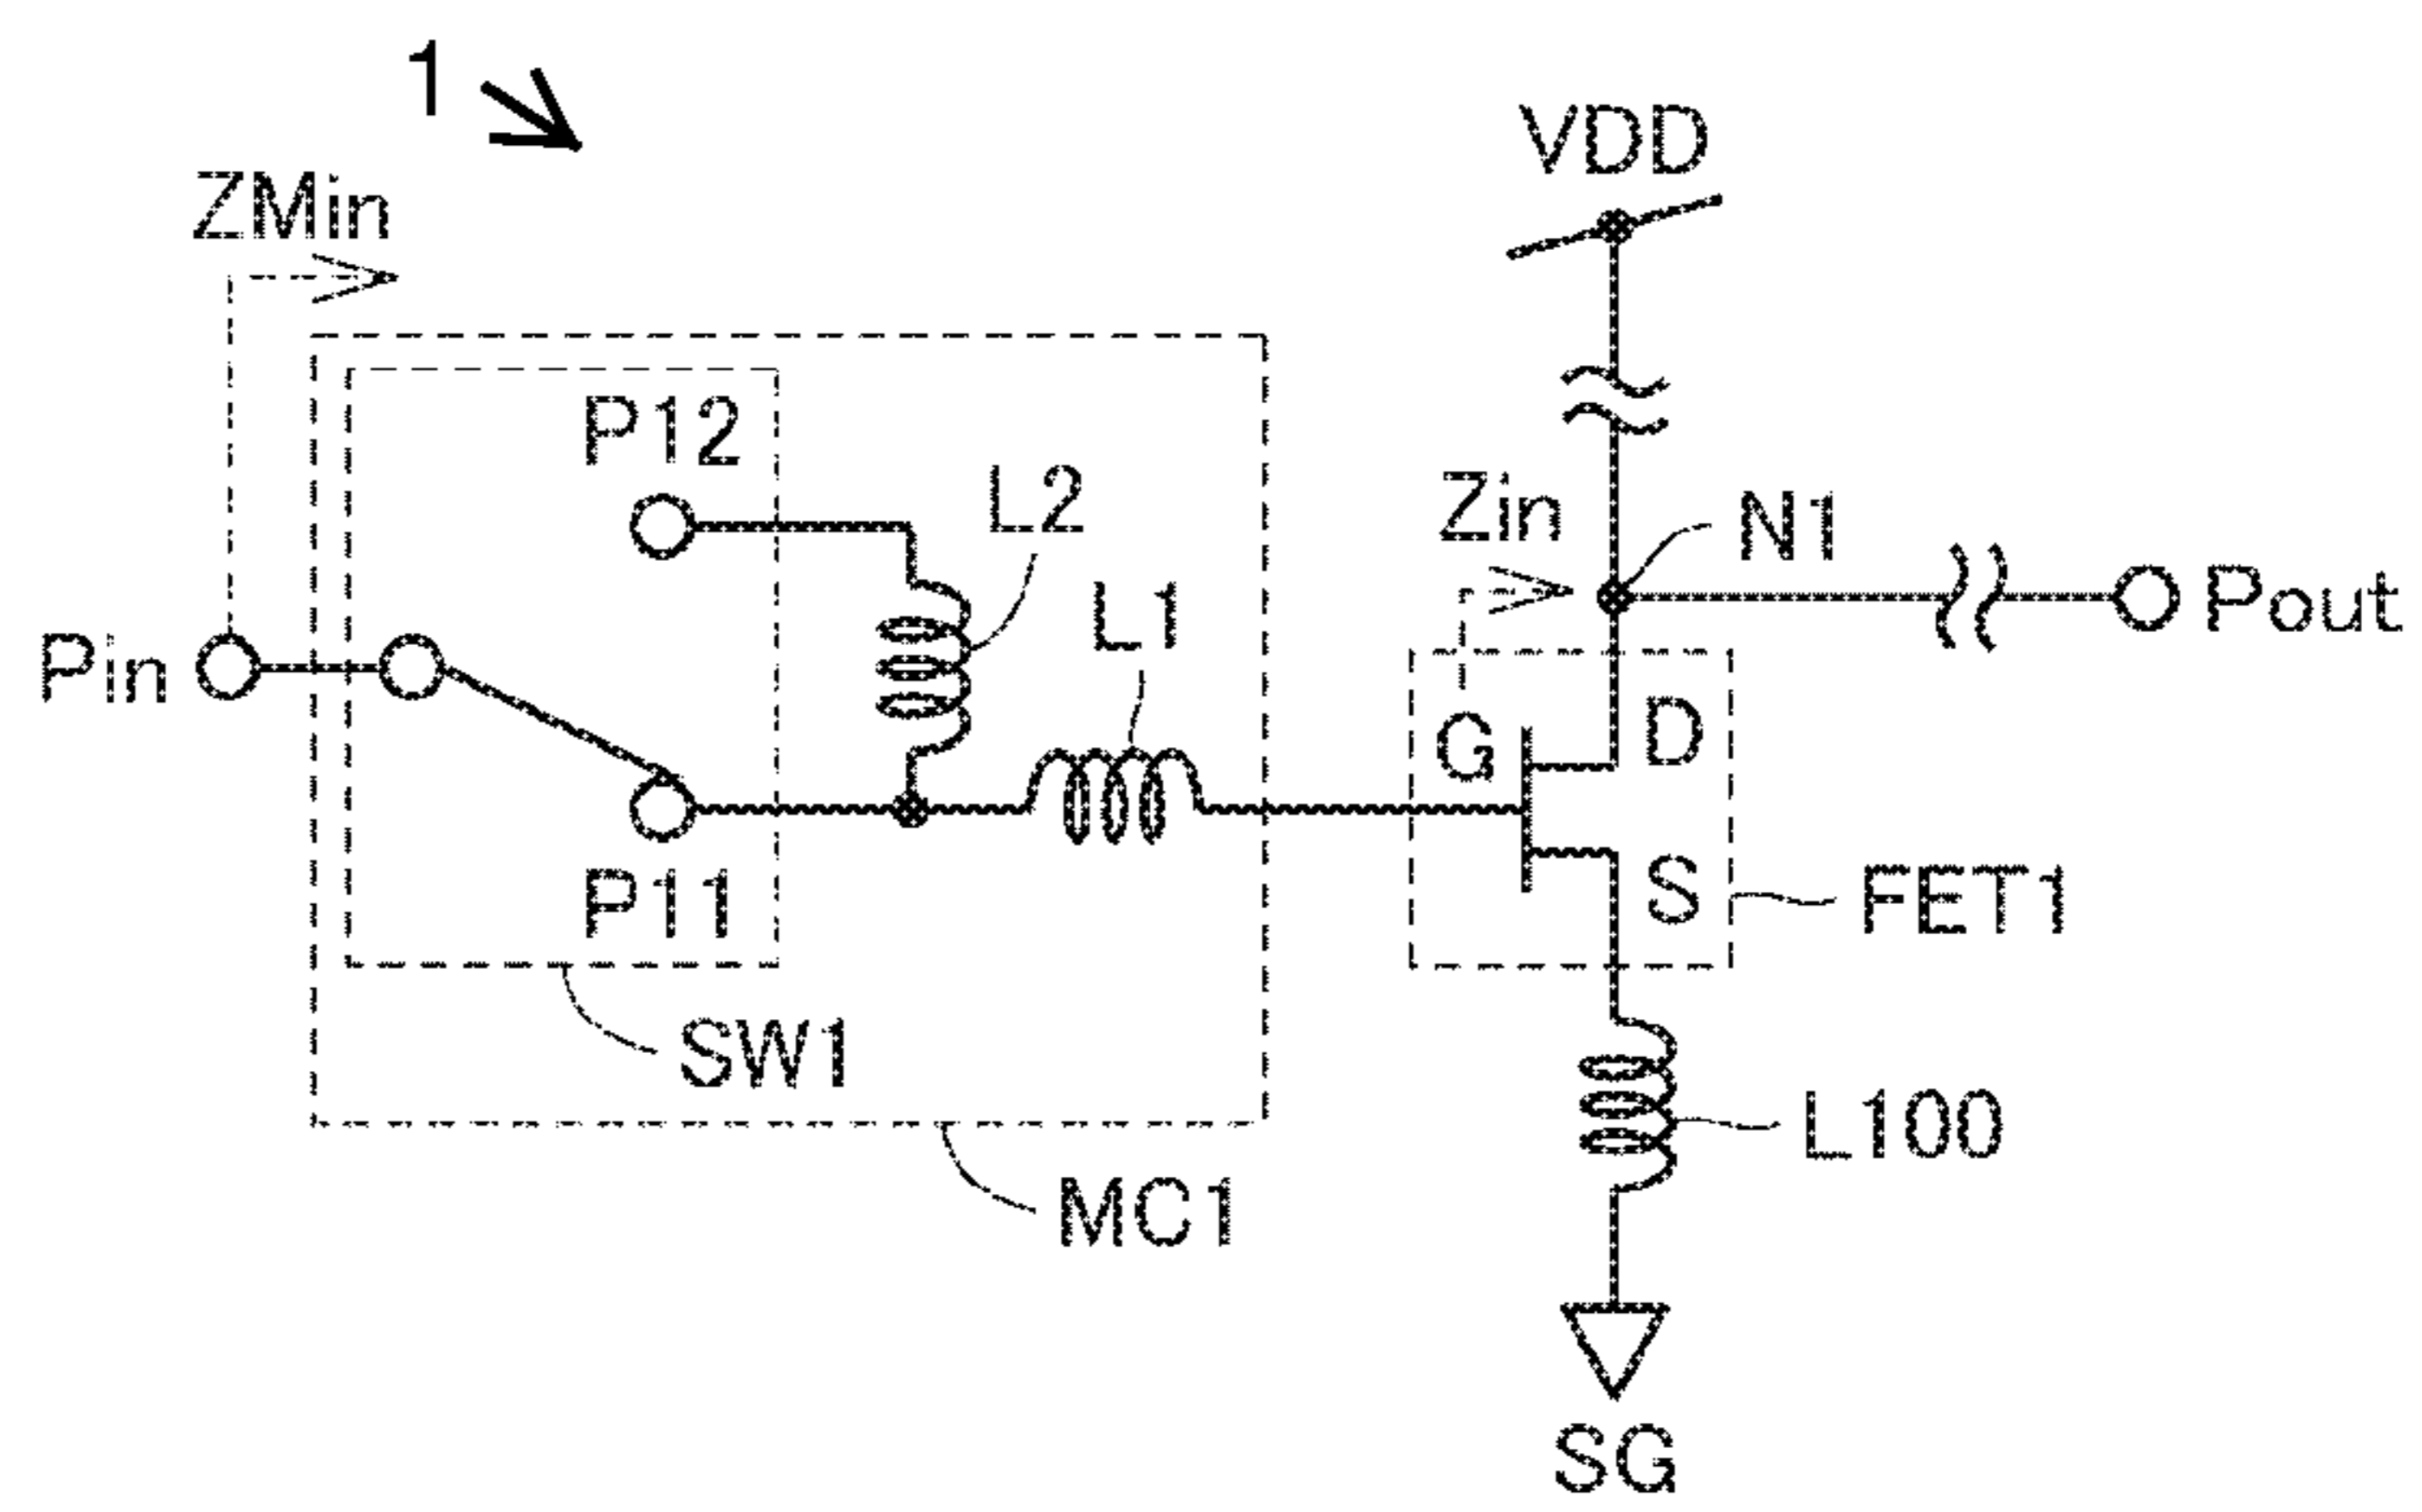 1
ZMin
VDD
P12
L2
Zin
N1
L1
Pin
Pout
G
D
S
P11
FET1
SW1
L100
MC1
SG